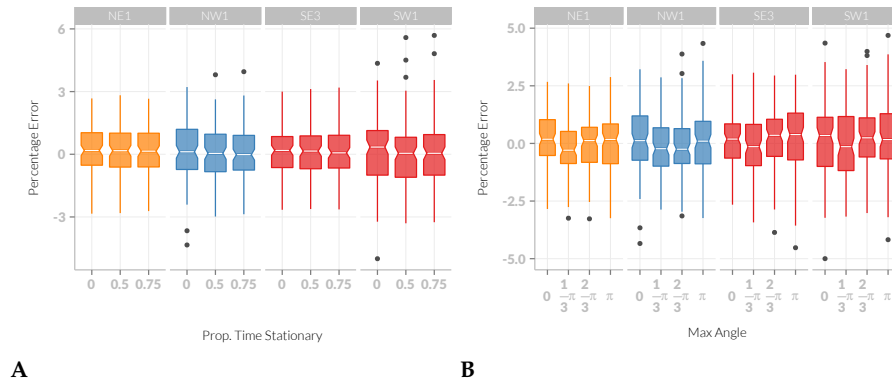 NE1 NW1 SE3 SW1
6
3
0
-3
Percentage Error
0 0.5 0.75 0 0.5 0.75 0 0.5 0.75 0 0.5 0.75
Prop. Time Stationary
A
NE1 NW1 SE3 SW1
5.0
2.5
0.0
-2.5
-5.0
Percentage Error
0 1/3 π 2/3 π π 0 1/3 π 2/3 π π 0 1/3 π 2/3 π π 0 1/3 π 2/3 π π
Max Angle
B